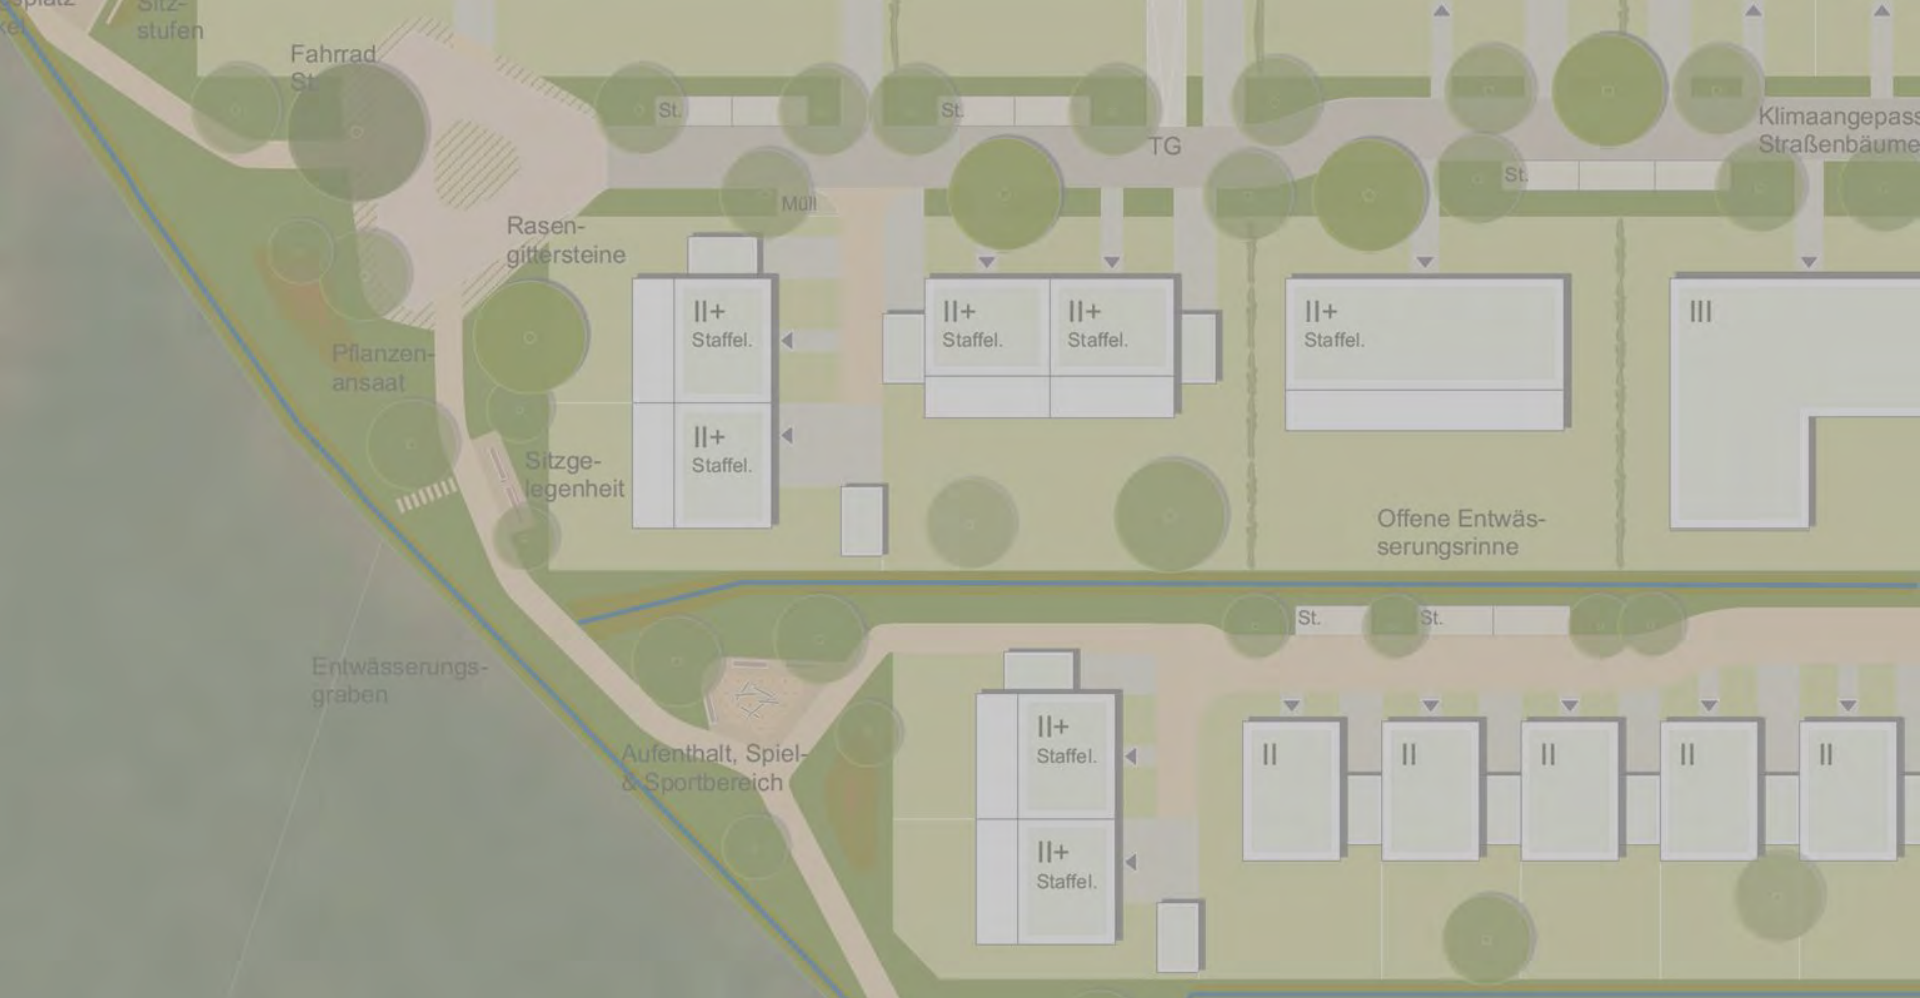 Sitz-
stufen
Fahrrad
St.
St.
St.
TG
Klimaangepass
Straßenbäume
St.
Müll
Rasen-
gittersteine
II+
Staffel.
II+
Staffel.
II+
Staffel.
II+
Staffel.
III
Pflanzen-
ansaat
II+
Staffel.
Sitzge-
legenheit
Offene Entwäs-
serungsrinne
St.
St.
Entwässerungs-
graben
Aufenthalt, Spiel-
& Sportbereich
II+
Staffel.
II
II
II
II
II
II+
Staffel.